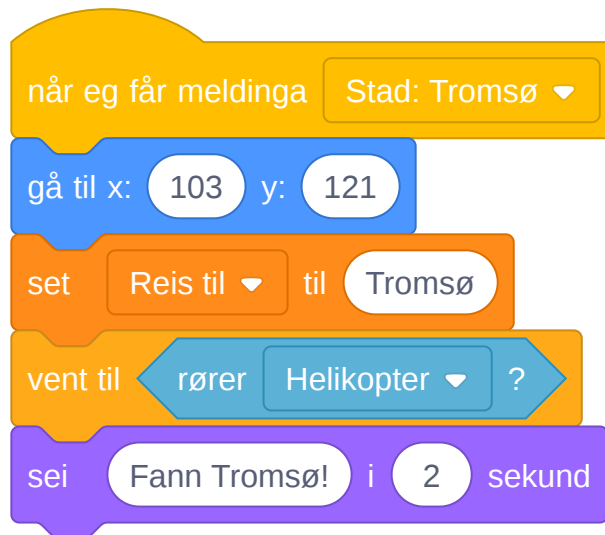 når eg får meldinga Stad: Tromsø
gå til x: 103 y: 121
set Reis til til Tromsø
vent til rører Helikopter ?
sei Fann Tromsø! i 2 sekund